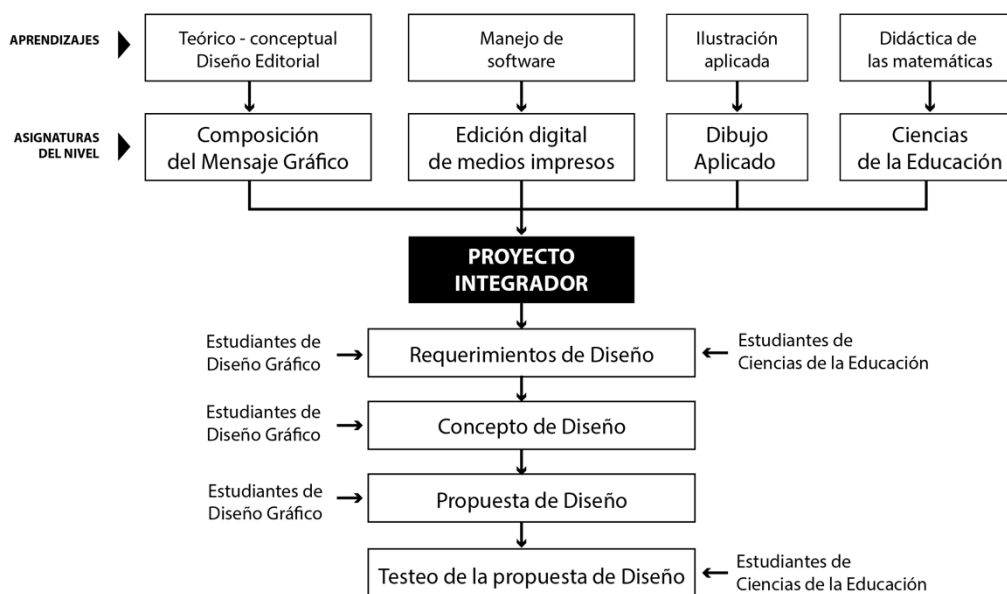 APRENDIZAJES
Teórico - conceptual
Diseño Editorial
Manejo de
software
Ilustración
aplicada
Didáctica de
las matemáticas
ASIGNATURAS
DEL NIVEL
Composición
del Mensaje Gráfico
Edición digital
de medios impresos
Dibujo
Aplicado
Ciencias
de la Educación
PROYECTO
INTEGRADOR
Estudiantes de
Diseño Gráfico
Requerimientos de Diseño
Estudiantes de
Ciencias de la Educación
Estudiantes de
Diseño Gráfico
Concepto de Diseño
Estudiantes de
Diseño Gráfico
Propuesta de Diseño
Testeo de la propuesta de Diseño
Estudiantes de
Ciencias de la Educación